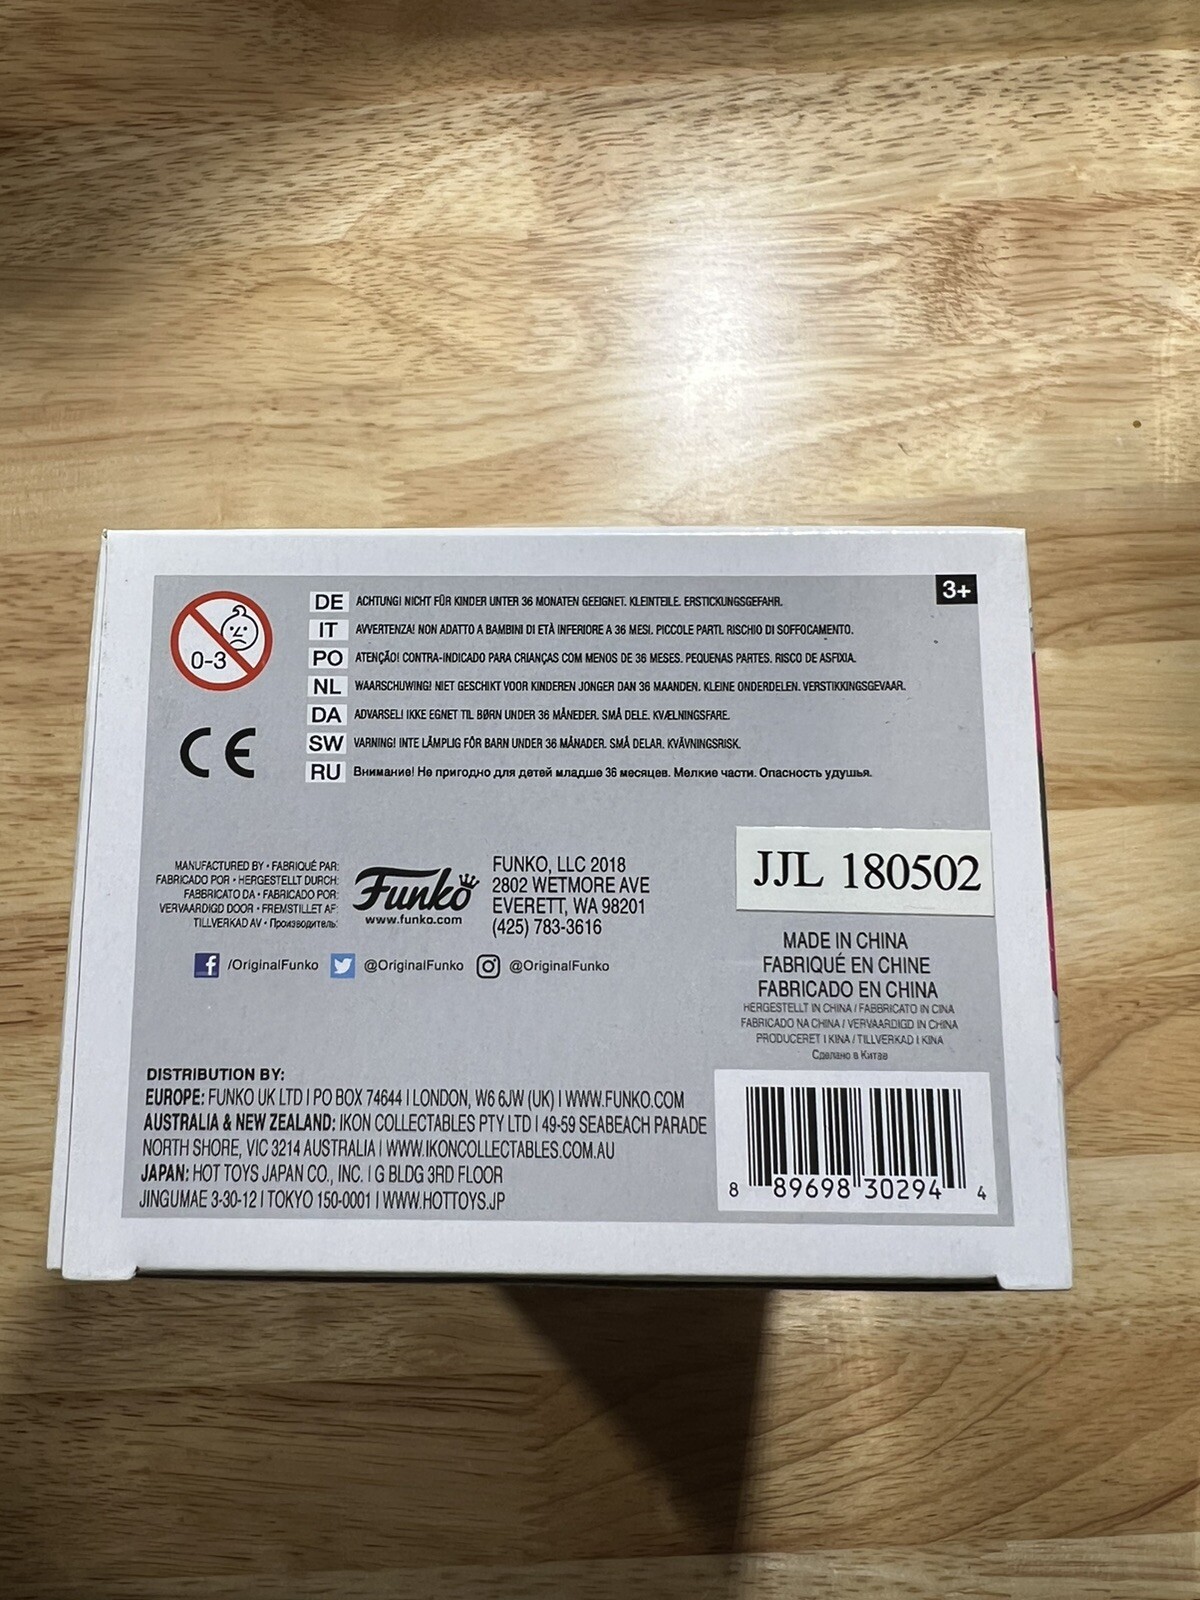 3+
0-3
DE ACHTUNG! NICHT FÜR KINDER UNTER 36 MONATEN GEEIGNET. KLEINTEILE. ERSTICKUNGSGEFAHR.
IT AVVERTENZA! NON ADATTO A BAMBINI DI ETÀ INFERIORE A 36 MESI. PICCOLE PARTI. RISCHIO DI SOFFOCAMENTO.
PO ATENÇÃO! CONTRA-INDICADO PARA CRIANÇAS COM MENOS DE 36 MESES. PEQUENAS PARTES. RISCO DE ASFIXIA.
NL WAARSCHUWING! NIET GESCHIKT VOOR KINDEREN JONGER DAN 36 MAANDEN. KLEINE ONDERDELEN. VERSTIKKINGSGEVAAR.
DA ADVARSEL! IKKE EGNET TIL BØRN UNDER 36 MÅNEDER. SMÅ DELE. KVÆLNINGSFARE.
SW VARNING! INTE LÄMPLIG FÖR BARN UNDER 36 MÅNADER. SMÅ DELAR. KVÄVNINGSRISK.
RU Внимание! Не пригодно для детей младше 36 месяцев. Мелкие части. Опасность удушья.
CE
MANUFACTURED BY • FABRIQUÉ PAR:
FABRICADO POR • HERGESTELLT DURCH:
FABBRICATO DA • FABRICADO POR:
VERVAARDIGD DOOR • FREMSTILLET AF:
TILLVERKAD AV • Производитель:
Funko
www.funko.com
FUNKO, LLC 2018
2802 WETMORE AVE
EVERETT, WA 98201
(425) 783-3616
/OriginalFunko @OriginalFunko @OriginalFunko
JJL 180502
MADE IN CHINA
FABRIQUÉ EN CHINE
FABRICADO EN CHINA
HERGESTELLT IN CHINA / FABBRICATO IN CINA
FABRICADO NA CHINA / VERVAARDIGD IN CHINA
PRODUCERET I KINA / TILLVERKAD I KINA
Сделано в Китае
DISTRIBUTION BY:
EUROPE: FUNKO UK LTD | PO BOX 74644 | LONDON, W6 6JW (UK) | WWW.FUNKO.COM
AUSTRALIA & NEW ZEALAND: IKON COLLECTABLES PTY LTD | 49-59 SEABEACH PARADE
NORTH SHORE, VIC 3214 AUSTRALIA | WWW.IKONCOLLECTABLES.COM.AU
JAPAN: HOT TOYS JAPAN CO., INC. | G BLDG 3RD FLOOR
JINGUMAE 3-30-12 | TOKYO 150-0001 | WWW.HOTTOYS.JP
8 89698 30294 4